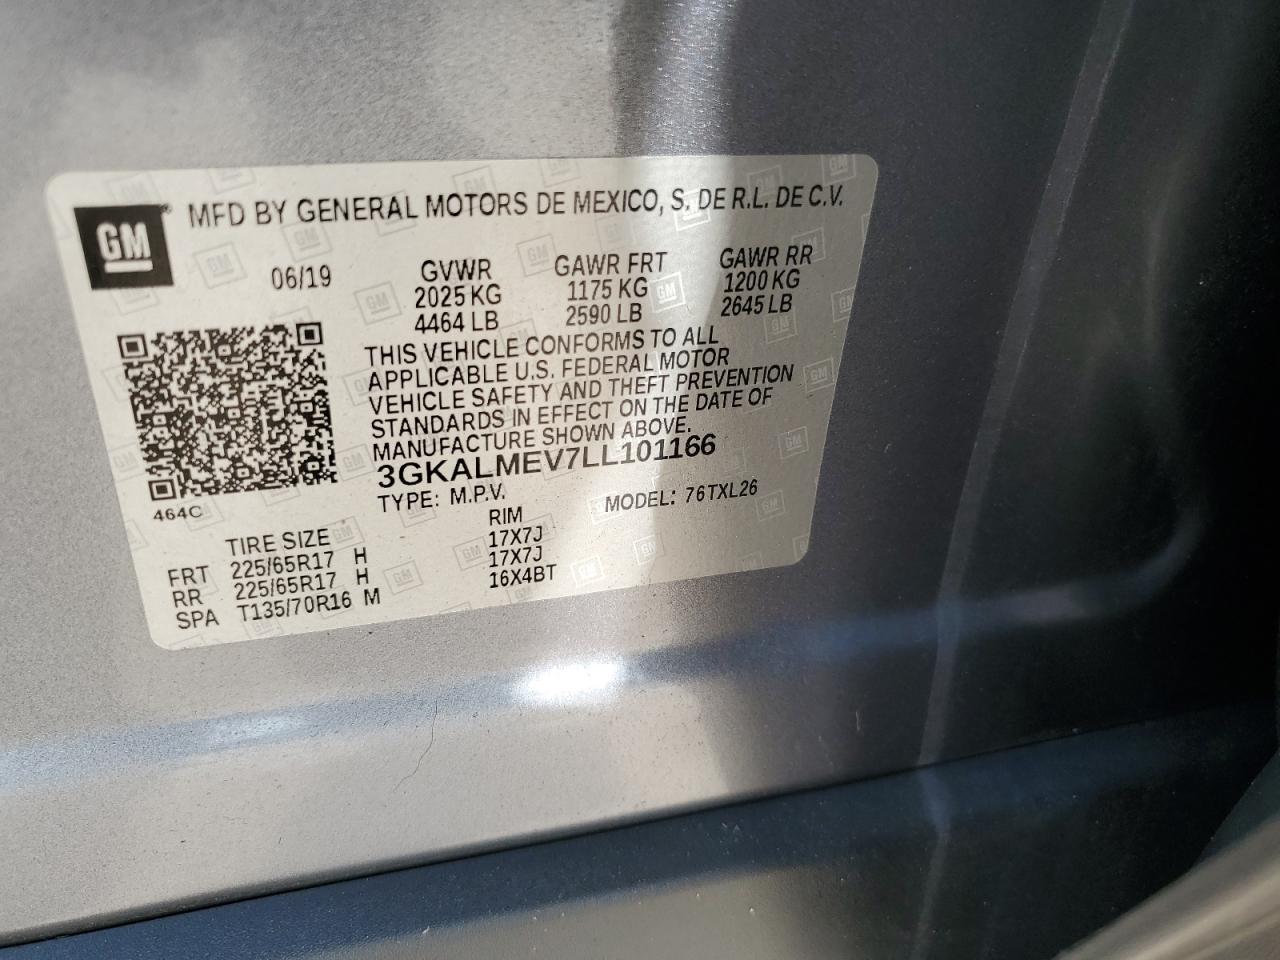 GM
MFD BY GENERAL MOTORS DE MEXICO, S. DE R.L. DE C.V.
06/19 GVWR GAWR FRT GAWR RR
2025 KG 1175 KG 1200 KG
4464 LB 2590 LB 2645 LB
THIS VEHICLE CONFORMS TO ALL
APPLICABLE U.S. FEDERAL MOTOR
VEHICLE SAFETY AND THEFT PREVENTION
STANDARDS IN EFFECT ON THE DATE OF
MANUFACTURE SHOWN ABOVE.
3GKALMEV7LL101166
464C TYPE: M.P.V. MODEL: 76TXL26
TIRE SIZE RIM
FRT 225/65R17 H 17X7J
RR 225/65R17 H 17X7J
SPA T135/70R16 M 16X4BT